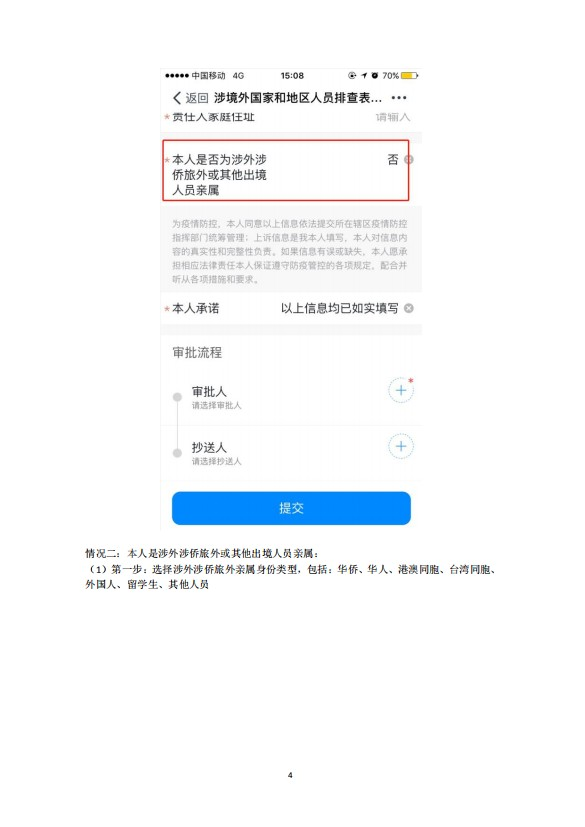 中国移动 4G 15:08 70%
返回 涉境外国家和地区人员排查表... •••
* 责任人家庭住址 请输入
* 本人是否为涉外涉 否
侨旅外或其他出境
人员亲属
为疫情防控，本人同意以上信息依法提交所在辖区疫情防控
指挥部门统筹管理；上诉信息是我本人填写，本人对信息内
容的真实性和完整性负责。如果信息有误或缺失，本人愿承
担相应法律责任本人保证遵守防疫管控的各项规定，配合并
听从各项措施和要求。
* 本人承诺 以上信息均已如实填写
审批流程
审批人 *
请选择审批人
抄送人
请选择抄送人
提交
情况二：本人是涉外涉侨旅外或其他出境人员亲属：
（1）第一步：选择涉外涉侨旅外亲属身份类型，包括：华侨、华人、港澳同胞、台湾同胞、
外国人、留学生、其他人员
4